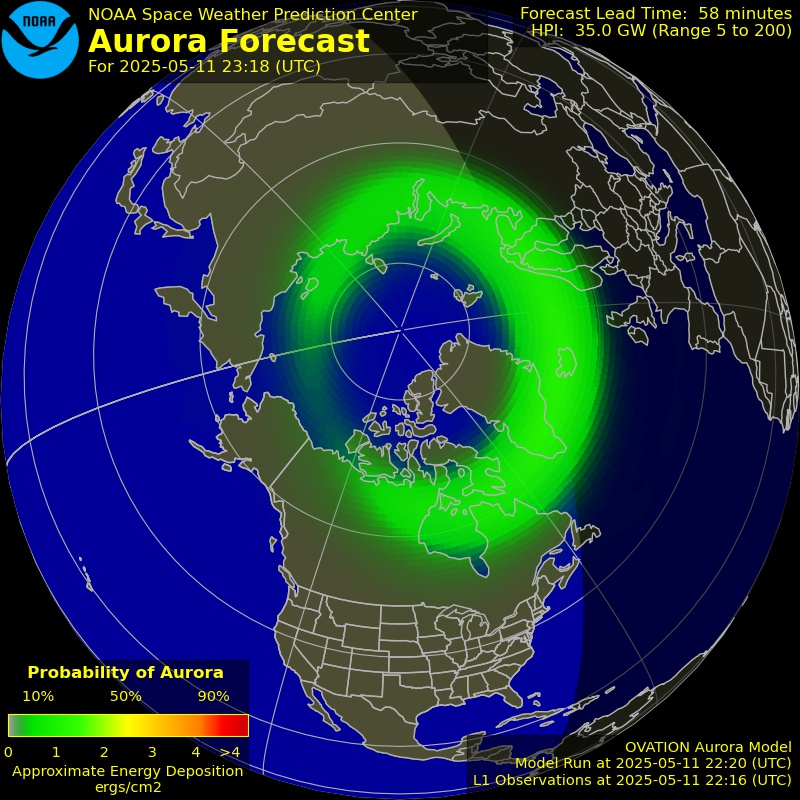 NOAA
NOAA Space Weather Prediction Center
Aurora Forecast
For 2025-05-11 23:18 (UTC)
Forecast Lead Time: 58 minutes
HPI: 35.0 GW (Range 5 to 200)
Probability of Aurora
10% 50% 90%
0 1 2 3 4 >4
Approximate Energy Deposition
ergs/cm2
OVATION Aurora Model
Model Run at 2025-05-11 22:20 (UTC)
L1 Observations at 2025-05-11 22:16 (UTC)